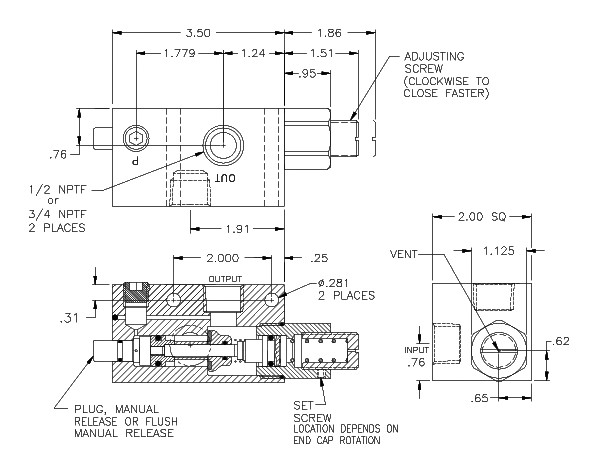 3.50
1.86
1.779
1.24
1.51
.95
ADJUSTING
SCREW
(CLOCKWISE TO
CLOSE FASTER)
.76
P
OUT
1/2 NPTF
or
3/4 NPTF
2 PLACES
1.91
2.00 SQ
2.000
.25
VENT
1.125
OUTPUT
ø.281
2 PLACES
.31
INPUT
.76
.62
.65
PLUG, MANUAL
RELEASE OR FLUSH
MANUAL RELEASE
SET
SCREW
LOCATION DEPENDS ON
END CAP ROTATION